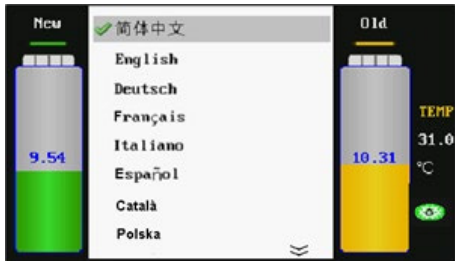 New
9.54
简体中文
English
Deutsch
Français
Italiano
Español
Català
Polska
Old
10.31
TEMP
31.0
°C